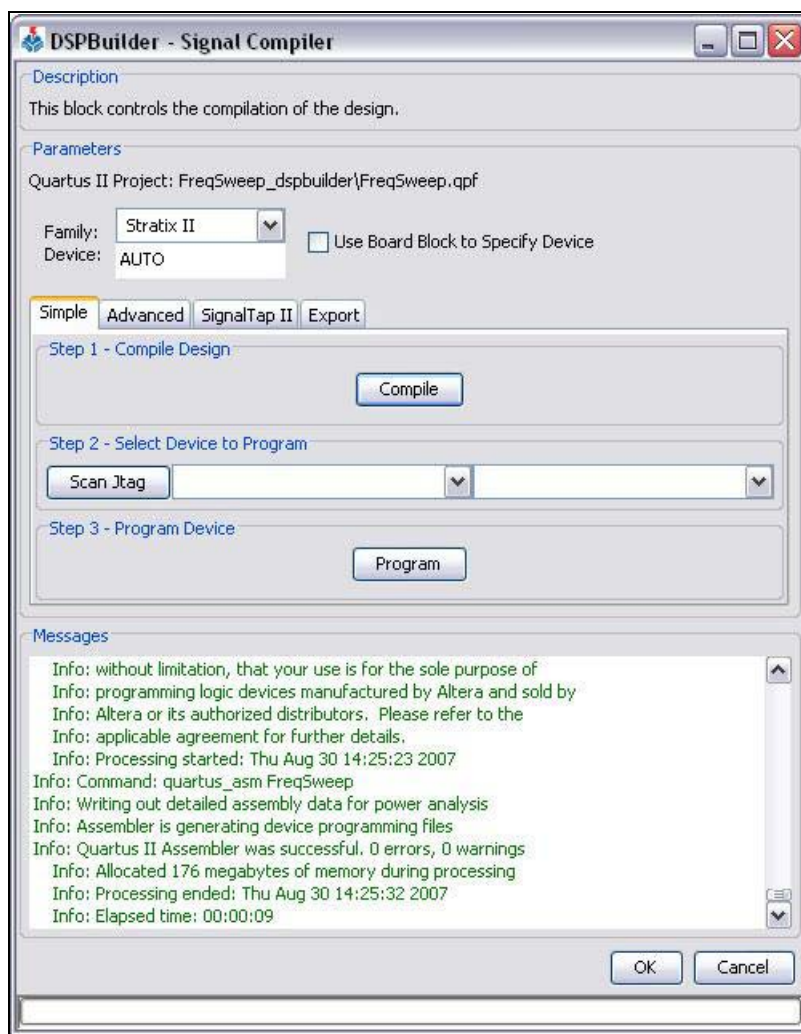 DSPBuilder - Signal Compiler
Description
This block controls the compilation of the design.
Parameters
Quartus II Project: FreqSweep_dspbuilder\FreqSweep.qpf
Family: Stratix II
Use Board Block to Specify Device
Device: AUTO
Simple Advanced SignalTap II Export
Step 1 - Compile Design
Compile
Step 2 - Select Device to Program
Scan Jtag
Step 3 - Program Device
Program
Messages
Info: without limitation, that your use is for the sole purpose of
Info: programming logic devices manufactured by Altera and sold by
Info: Altera or its authorized distributors.  Please refer to the
Info: applicable agreement for further details.
Info: Processing started: Thu Aug 30 14:25:23 2007
Info: Command: quartus_asm FreqSweep
Info: Writing out detailed assembly data for power analysis
Info: Assembler is generating device programming files
Info: Quartus II Assembler was successful. 0 errors, 0 warnings
Info: Allocated 176 megabytes of memory during processing
Info: Processing ended: Thu Aug 30 14:25:32 2007
Info: Elapsed time: 00:00:09
OK Cancel